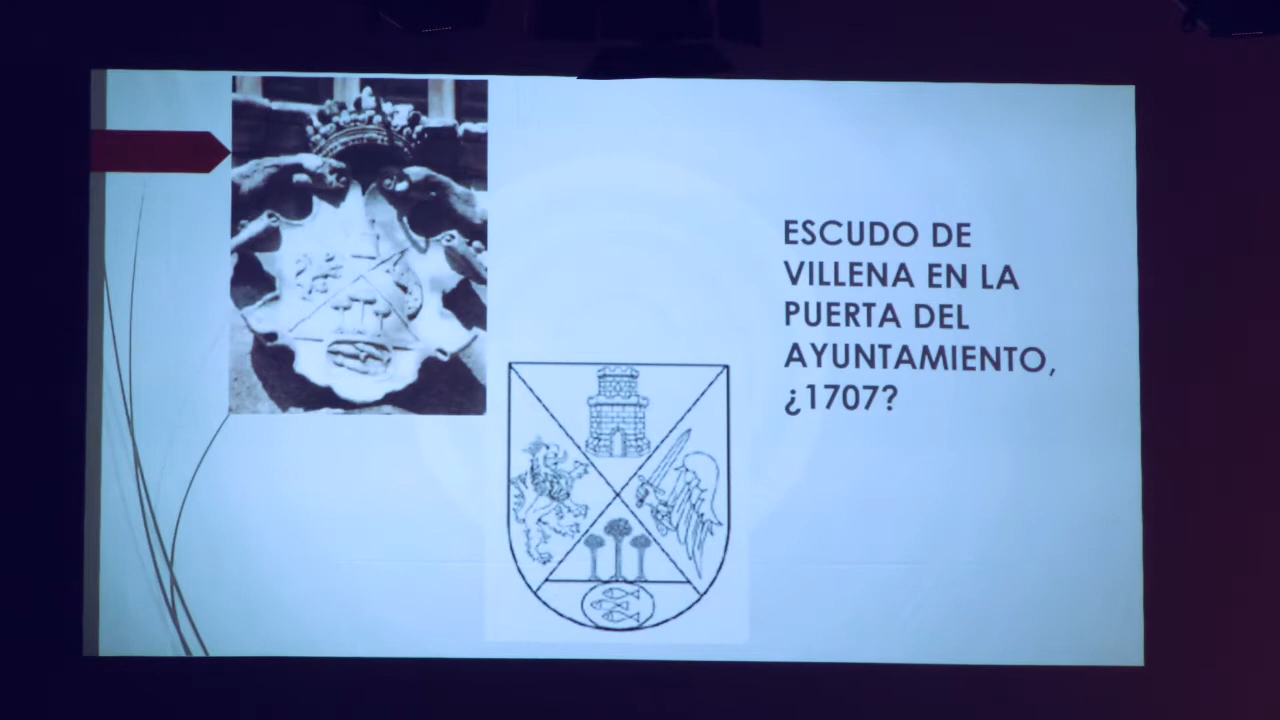 ESCUDO DE
VILLENA EN LA
PUERTA DEL
AYUNTAMIENTO,
¿1707?